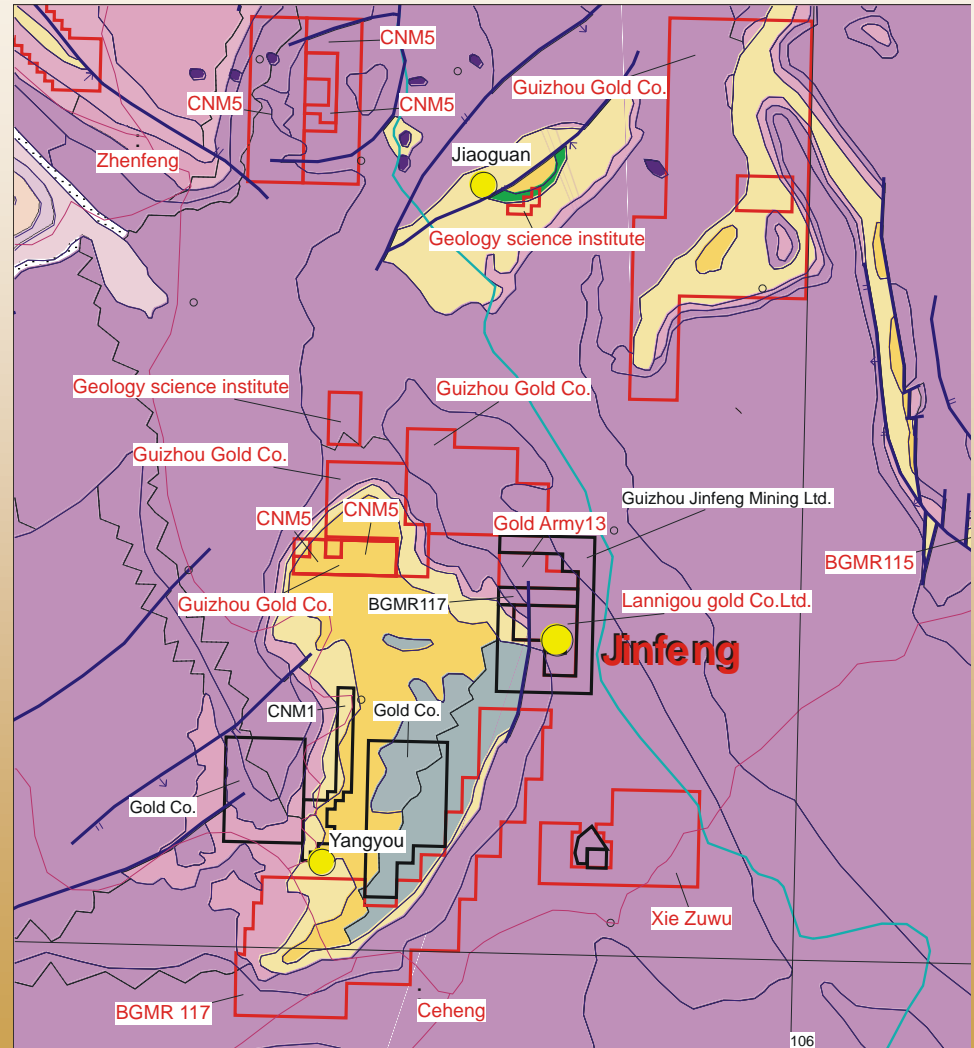 CNM5
Guizhou Gold Co.
CNM5
CNM5
Zhenfeng
Jiaoguan
Geology science institute
Geology science institute
Guizhou Gold Co.
Guizhou Gold Co.
Guizhou Jinfeng Mining Ltd.
CNM5
CNM5
Gold Army13
BGMR115
Guizhou Gold Co.
BGMR117
Lannigou gold Co.Ltd.
Jinfeng
CNM1
Gold Co.
Gold Co.
Yangyou
Xie Zuwu
BGMR 117
Ceheng
106